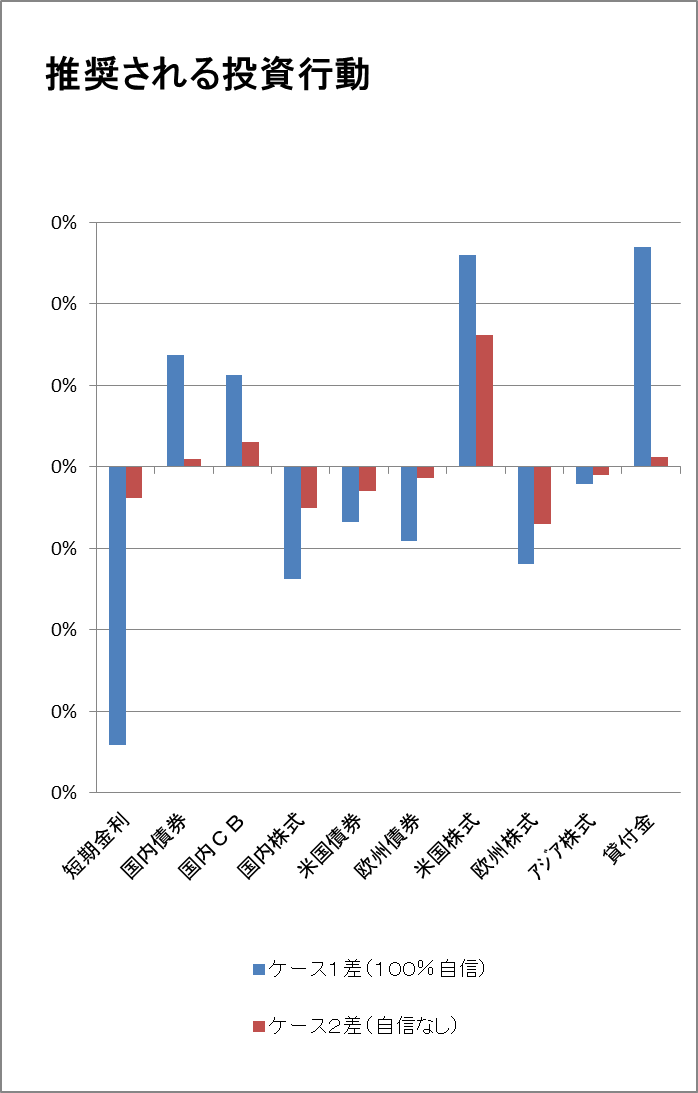 推奨される投資行動
0%
0%
0%
0%
0%
0%
0%
0%
短期金利
国内債券
国内ＣＢ
国内株式
米国債券
欧州債券
米国株式
欧州株式
ｱｼﾞｱ株式
貸付金
ケース1差(100%自信)
ケース2差(自信なし)